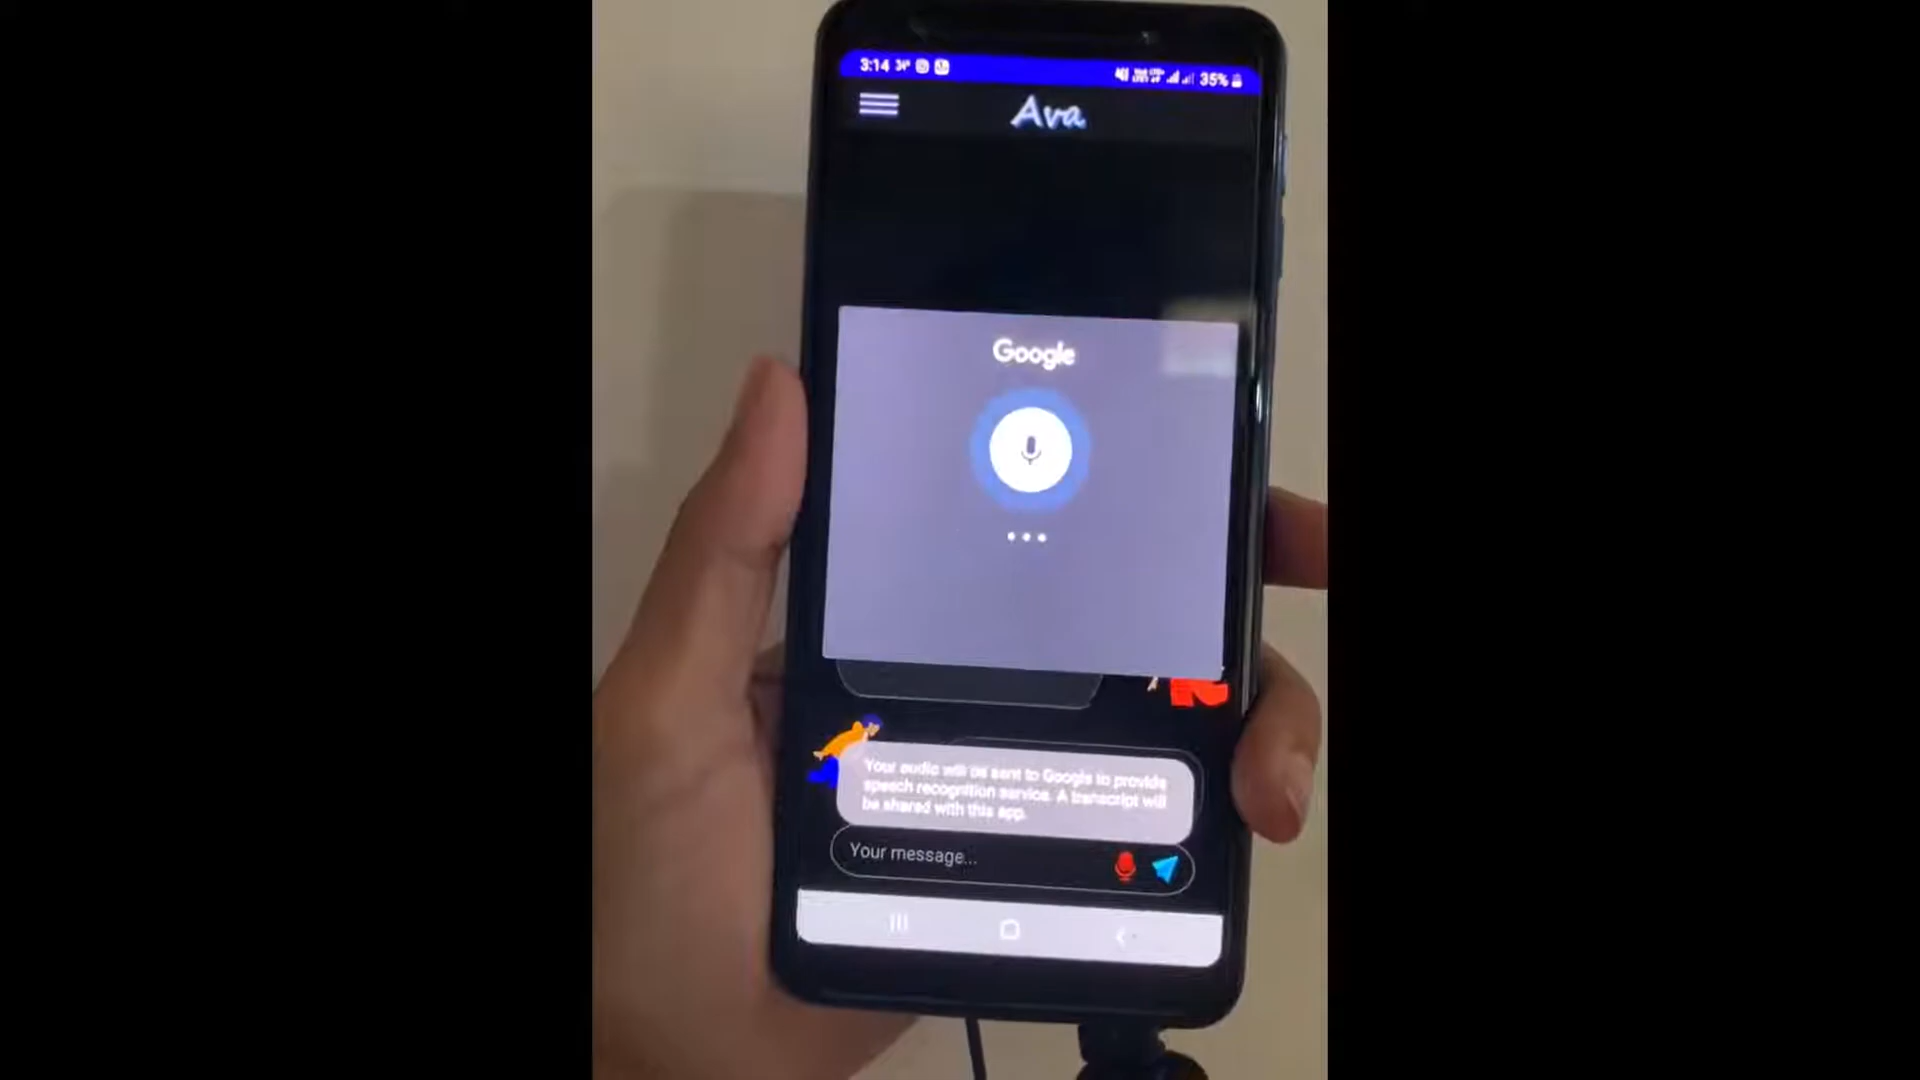 3:14 34° 35%
Ava
Google
Your audio will be sent to Google to provide
speech recognition service. A transcript will
be shared with this app.
Your message...